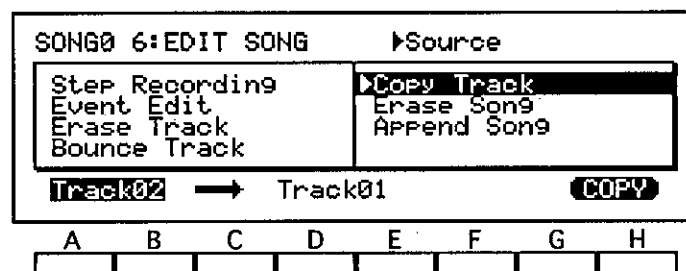 SONG0 6:EDIT SONG ▶Source
Step Recording
Event Edit
Erase Track
Bounce Track
▶Copy Track
Erase Song
Append Song
Track02 → Track01 COPY
A B C D E F G H